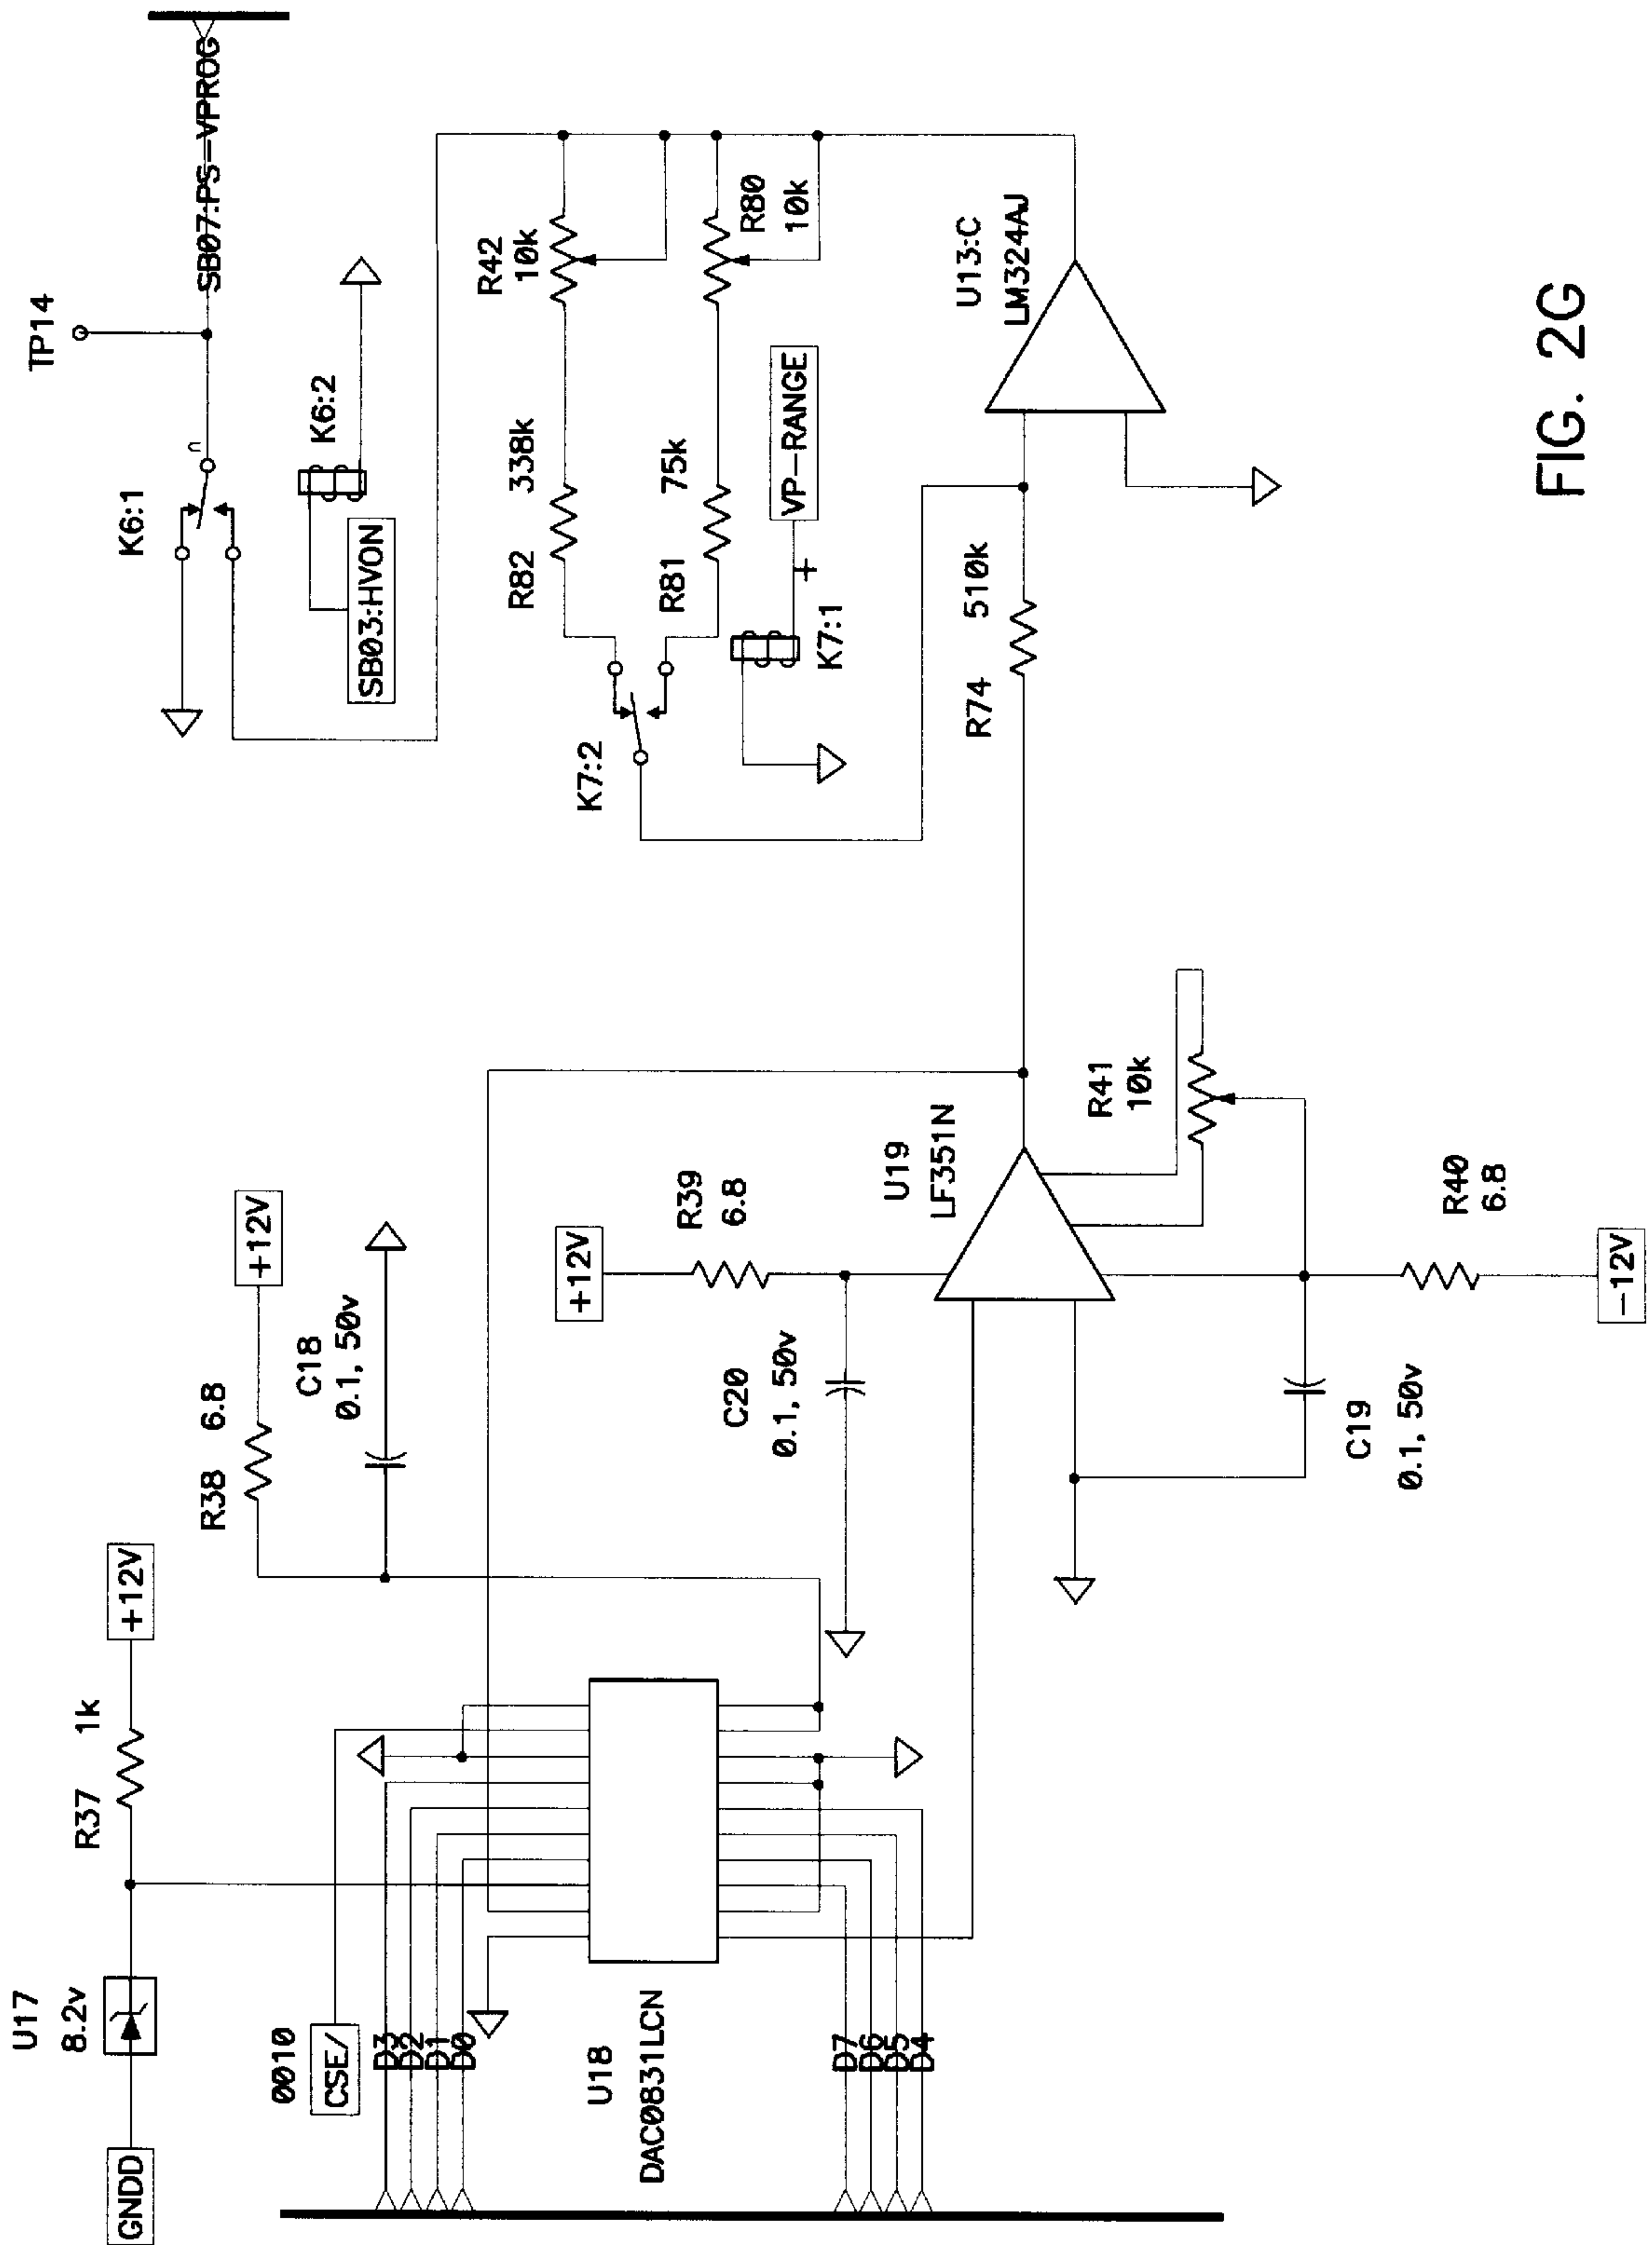 TP14
SB07:PS-VPROG
K6:1
K6:2
SB03:HVON
R42
10k
R82 338k
R81 75k
R80
10k
VP-RANGE
+
K7:1
K7:2
R74 510k
U13:C
LM324AJ
U17
8.2v
GNDD
R37 1k
+12V
R38 6.8
+12V
C18
0.1, 50v
+12V
R39
6.8
C20
0.1, 50v
U19
LF351N
R41
10k
R40
6.8
-12V
C19
0.1, 50v
0010
CSE/
D3
D2
D1
D0
U18
DAC0831LCN
D7
D6
D5
D4
FIG. 2G